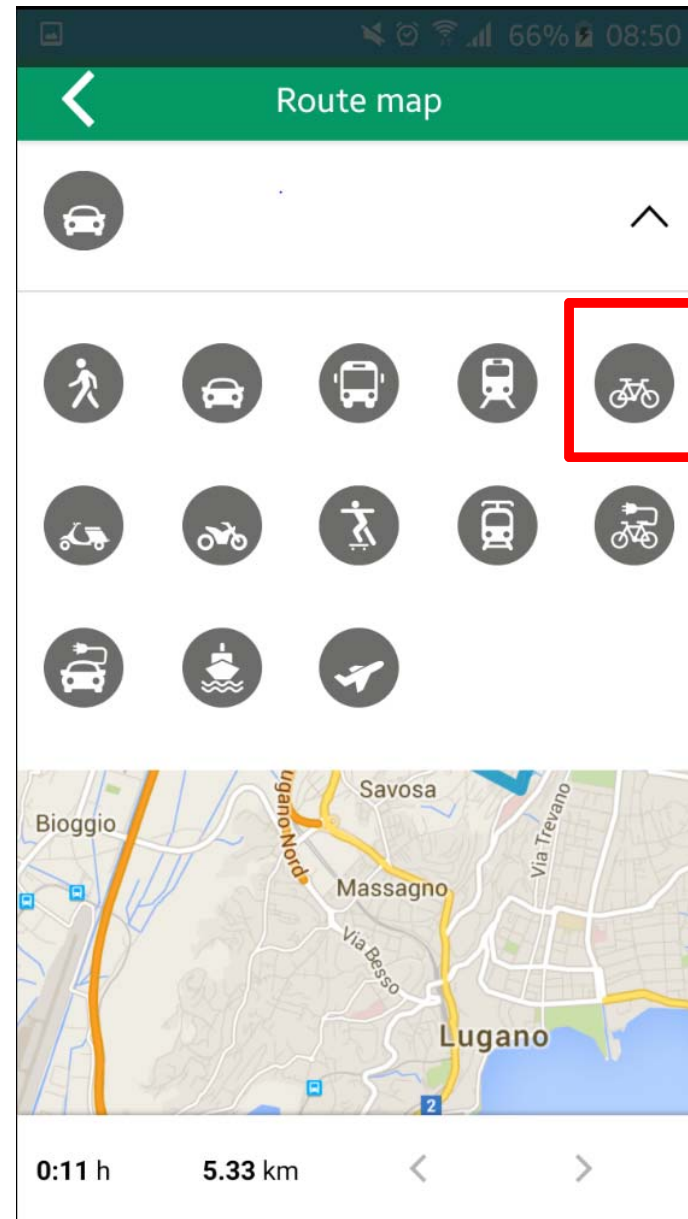 66% 08:50
Route map
Savosa
Bioggio
Lugano Nord
Via Trevano
Massagno
Via Besso
Lugano
2
0:11 h 5.33 km